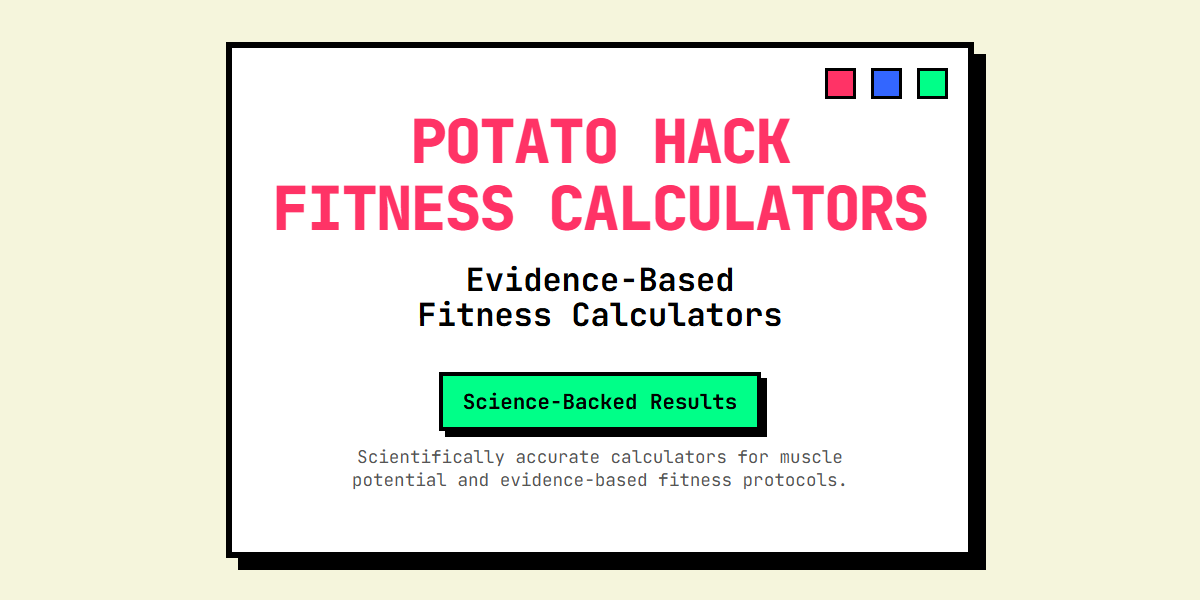 POTATO HACK
FITNESS CALCULATORS
Evidence-Based
Fitness Calculators
Science-Backed Results
Scientifically accurate calculators for muscle
potential and evidence-based fitness protocols.